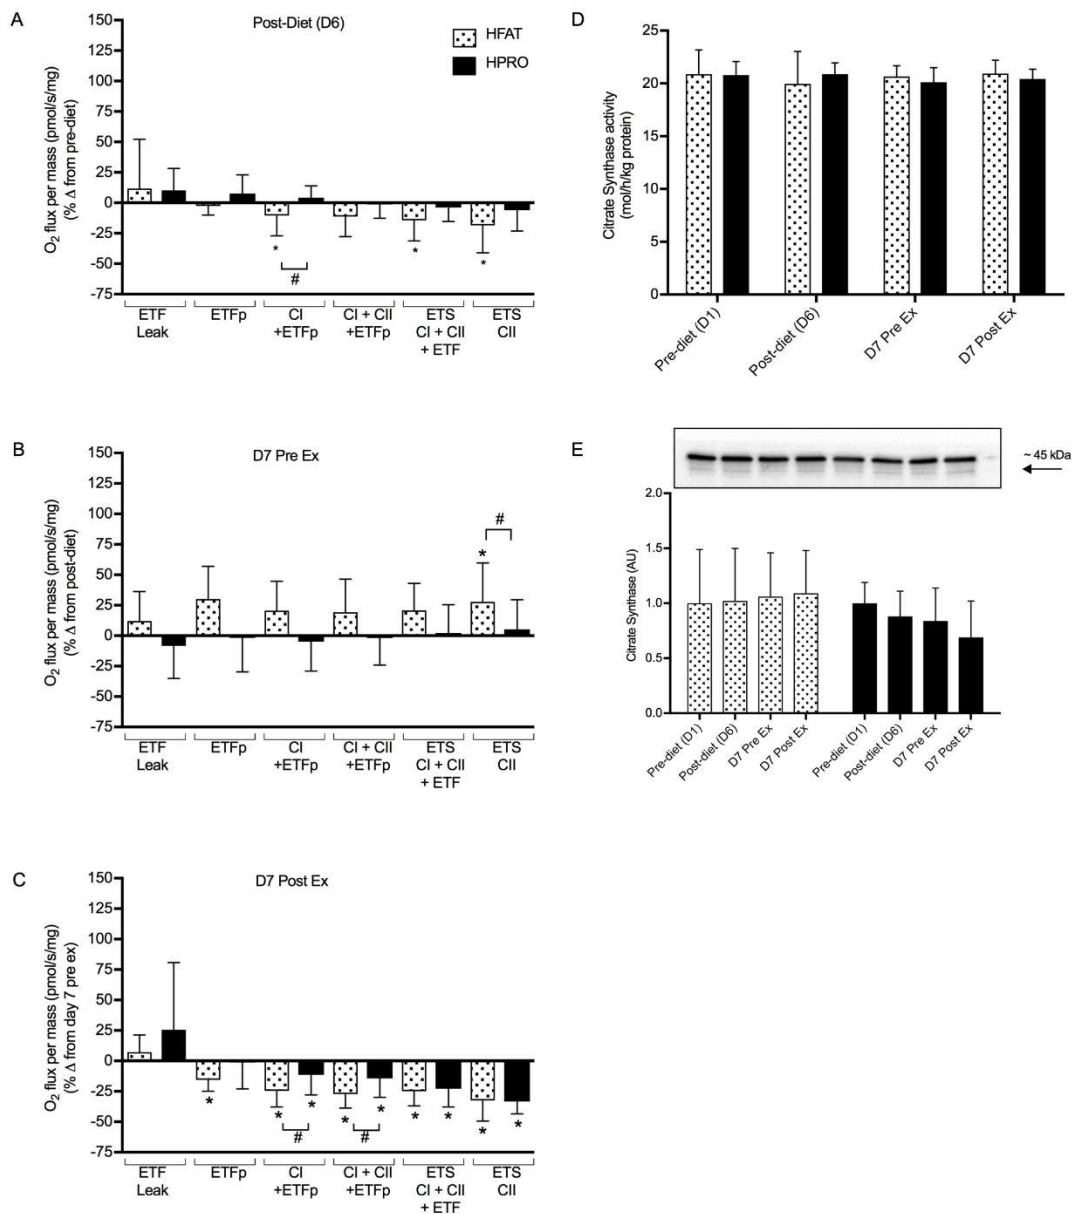 A
Post-Diet (D6)
HFAT
HPRO
O2 flux per mass (pmol/s/mg)
(% Δ from pre-diet)
150
125
100
75
50
25
0
-25
-50
-75
*
#
*
*
ETF
Leak
ETFp
CI
+ETFp
CI + CII
+ETFp
ETS
CI + CII
+ ETF
ETS
CII
B
D7 Pre Ex
O2 flux per mass (pmol/s/mg)
(% Δ from post-diet)
150
125
100
75
50
25
0
-25
-50
-75
*
#
ETF
Leak
ETFp
CI
+ETFp
CI + CII
+ETFp
ETS
CI + CII
+ ETF
ETS
CII
C
D7 Post Ex
O2 flux per mass (pmol/s/mg)
(% Δ from day 7 pre ex)
150
125
100
75
50
25
0
-25
-50
-75
*
* *
#
* *
#
* *
* *
ETF
Leak
ETFp
CI
+ETFp
CI + CII
+ETFp
ETS
CI + CII
+ ETF
ETS
CII
D
Citrate Synthase activity
(mol/h/kg protein)
25
20
15
10
5
0
Pre-diet (D1)
Post-diet (D6)
D7 Pre Ex
D7 Post Ex
E
~ 45 kDa
Citrate Synthase (AU)
2.0
1.5
1.0
0.5
0.0
Pre-diet (D1)
Post-diet (D6)
D7 Pre Ex
D7 Post Ex
Pre-diet (D1)
Post-diet (D6)
D7 Pre Ex
D7 Post Ex